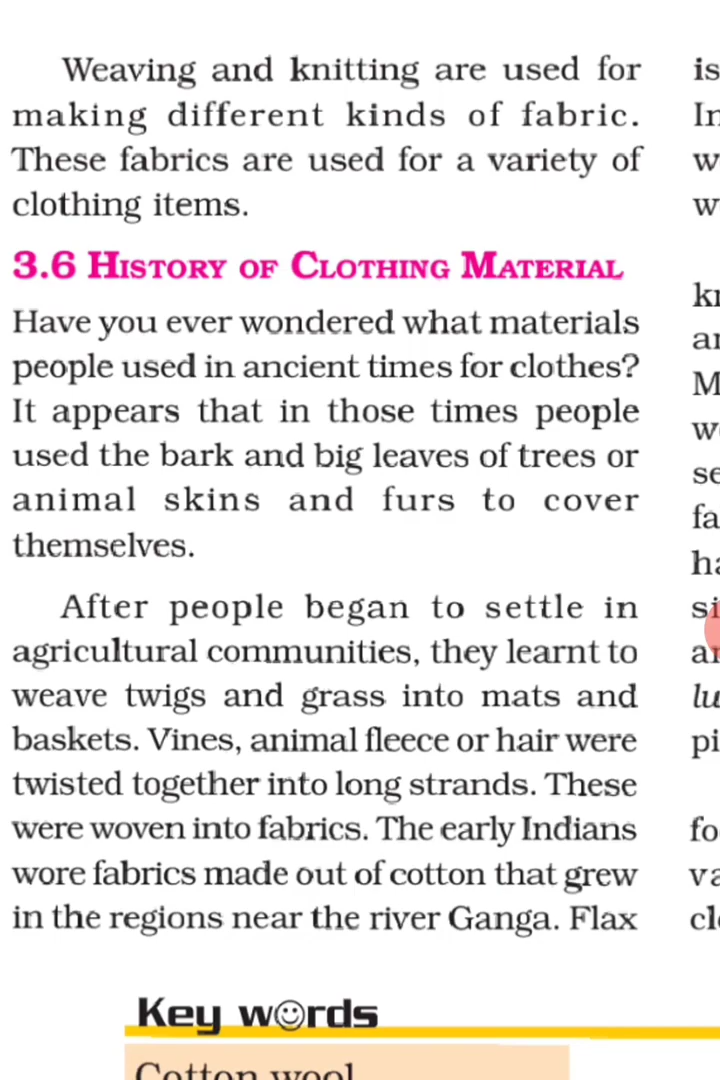 Weaving and knitting are used for
making different kinds of fabric.
These fabrics are used for a variety of
clothing items.
3.6 HISTORY OF CLOTHING MATERIAL
Have you ever wondered what materials
people used in ancient times for clothes?
It appears that in those times people
used the bark and big leaves of trees or
animal skins and furs to cover
themselves.
After people began to settle in
agricultural communities, they learnt to
weave twigs and grass into mats and
baskets. Vines, animal fleece or hair were
twisted together into long strands. These
were woven into fabrics. The early Indians
wore fabrics made out of cotton that grew
in the regions near the river Ganga. Flax
Key words
Cotton wool
is